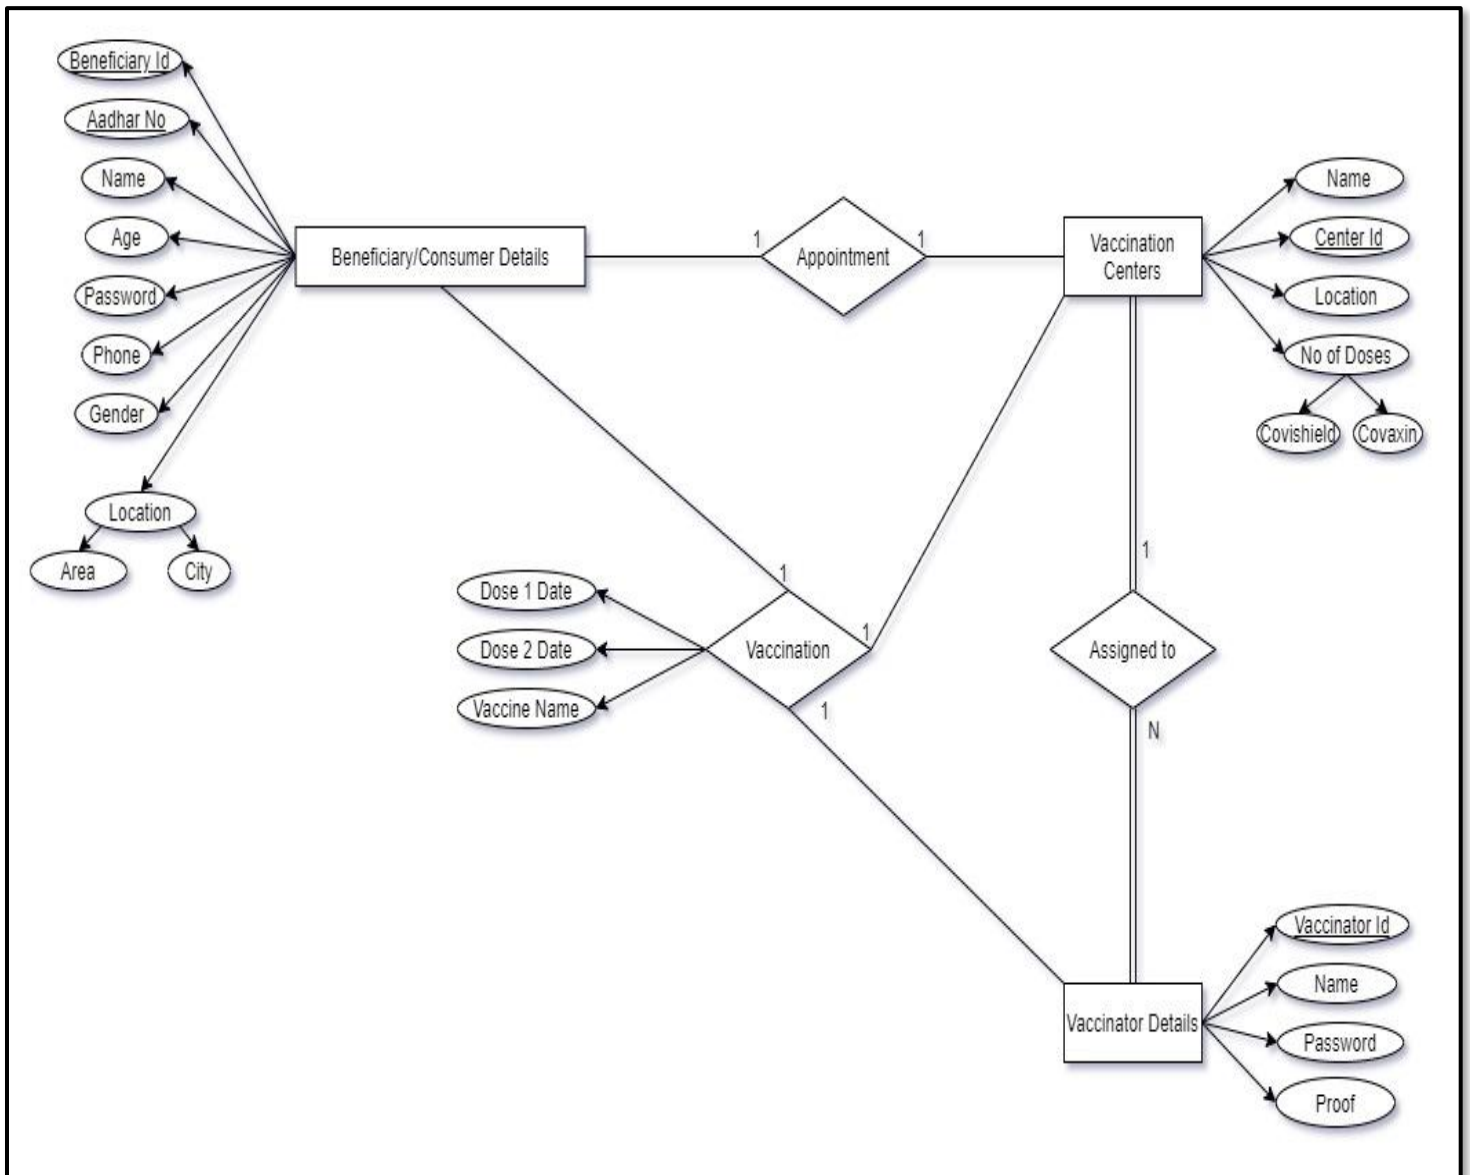 Beneficiary Id
Aadhar No
Name
Age
Password
Phone
Gender
Location
Area
City
Beneficiary/Consumer Details
1
Appointment
1
Vaccination
Centers
Name
Center Id
Location
No of Doses
Covishield
Covaxin
Dose 1 Date
Dose 2 Date
Vaccine Name
1
Vaccination
1
1
1
Assigned to
N
Vaccinator Details
Vaccinator Id
Name
Password
Proof